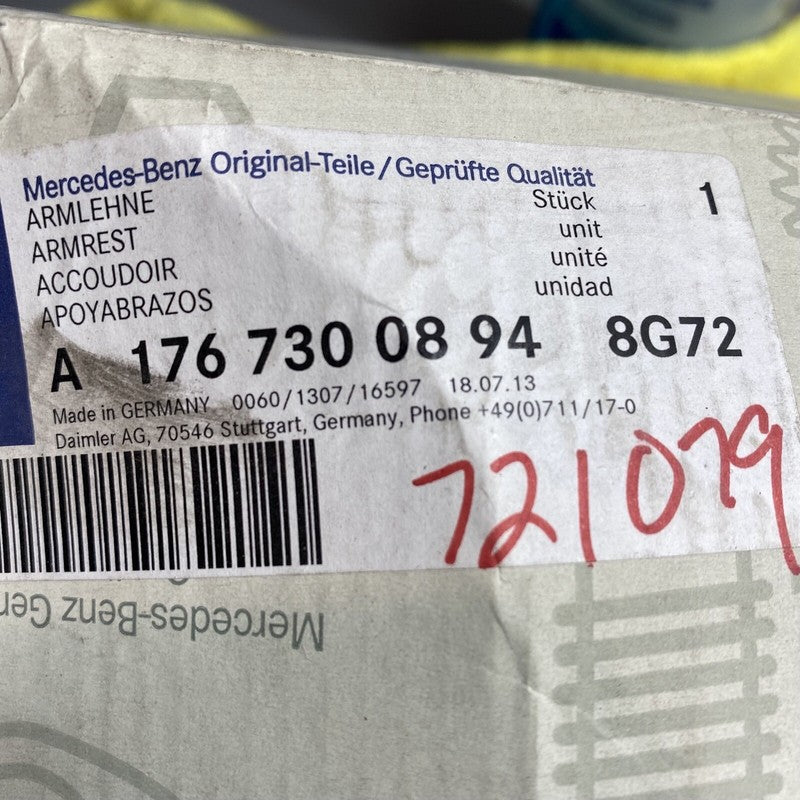 Mercedes-Benz Original-Teile / Geprüfte Qualität
ARMLEHNE Stück 1
ARMREST unit
ACCOUDOIR unité
APOYABRAZOS unidad
A 176 730 08 94 8G72
Made in GERMANY 0060/1307/16597 18.07.13
Daimler AG, 70546 Stuttgart, Germany, Phone +49(0)711/17-0
721079
Mercedes-Benz Gen